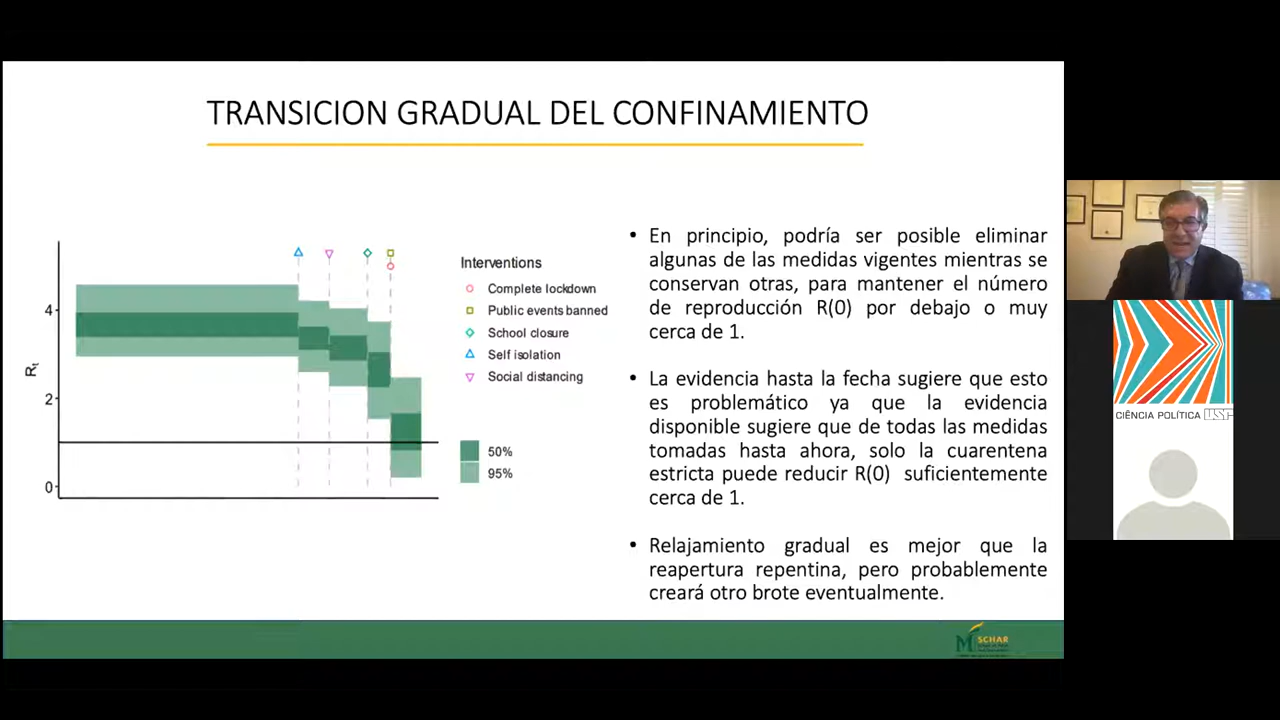 TRANSICION GRADUAL DEL CONFINAMIENTO
Interventions
Complete lockdown
Public events banned
School closure
Self isolation
Social distancing
50%
95%
4
2
0
Rt
En principio, podría ser posible eliminar
algunas de las medidas vigentes mientras se
conservan otras, para mantener el número
de reproducción R(0) por debajo o muy
cerca de 1.
La evidencia hasta la fecha sugiere que esto
es problemático ya que la evidencia
disponible sugiere que de todas las medidas
tomadas hasta ahora, solo la cuarentena
estricta puede reducir R(0) suficientemente
cerca de 1.
Relajamiento gradual es mejor que la
reapertura repentina, pero probablemente
creará otro brote eventualmente.
M SCHAR
CIÊNCIA POLÍTICA USP